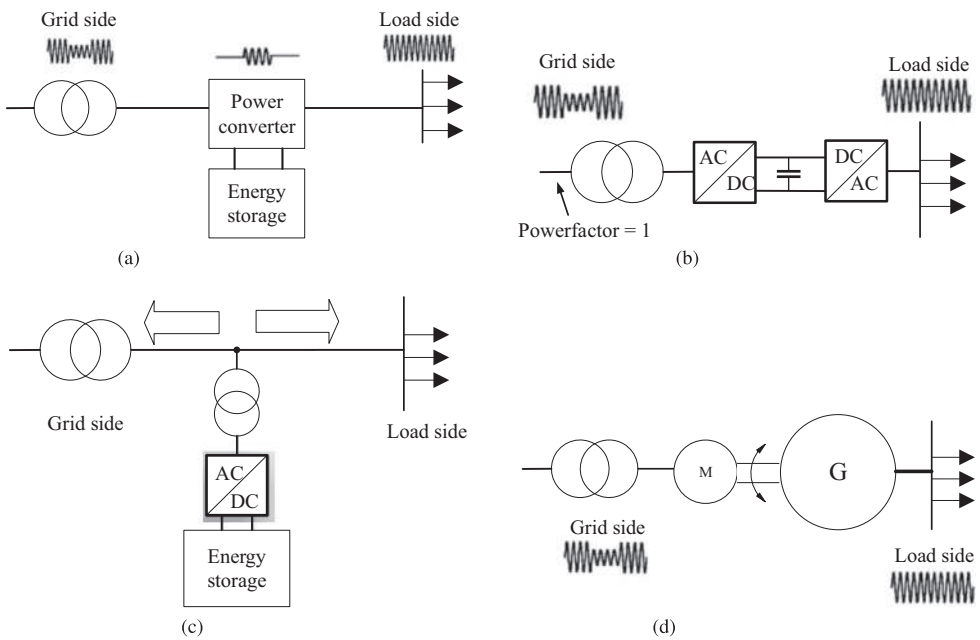 Grid side
Load side
Power
converter
Energy
storage
(a)
Grid side
Load side
AC
DC
DC
AC
Powerfactor = 1
(b)
Grid side
Load side
AC
DC
Energy
storage
(c)
M
G
Grid side
Load side
(d)